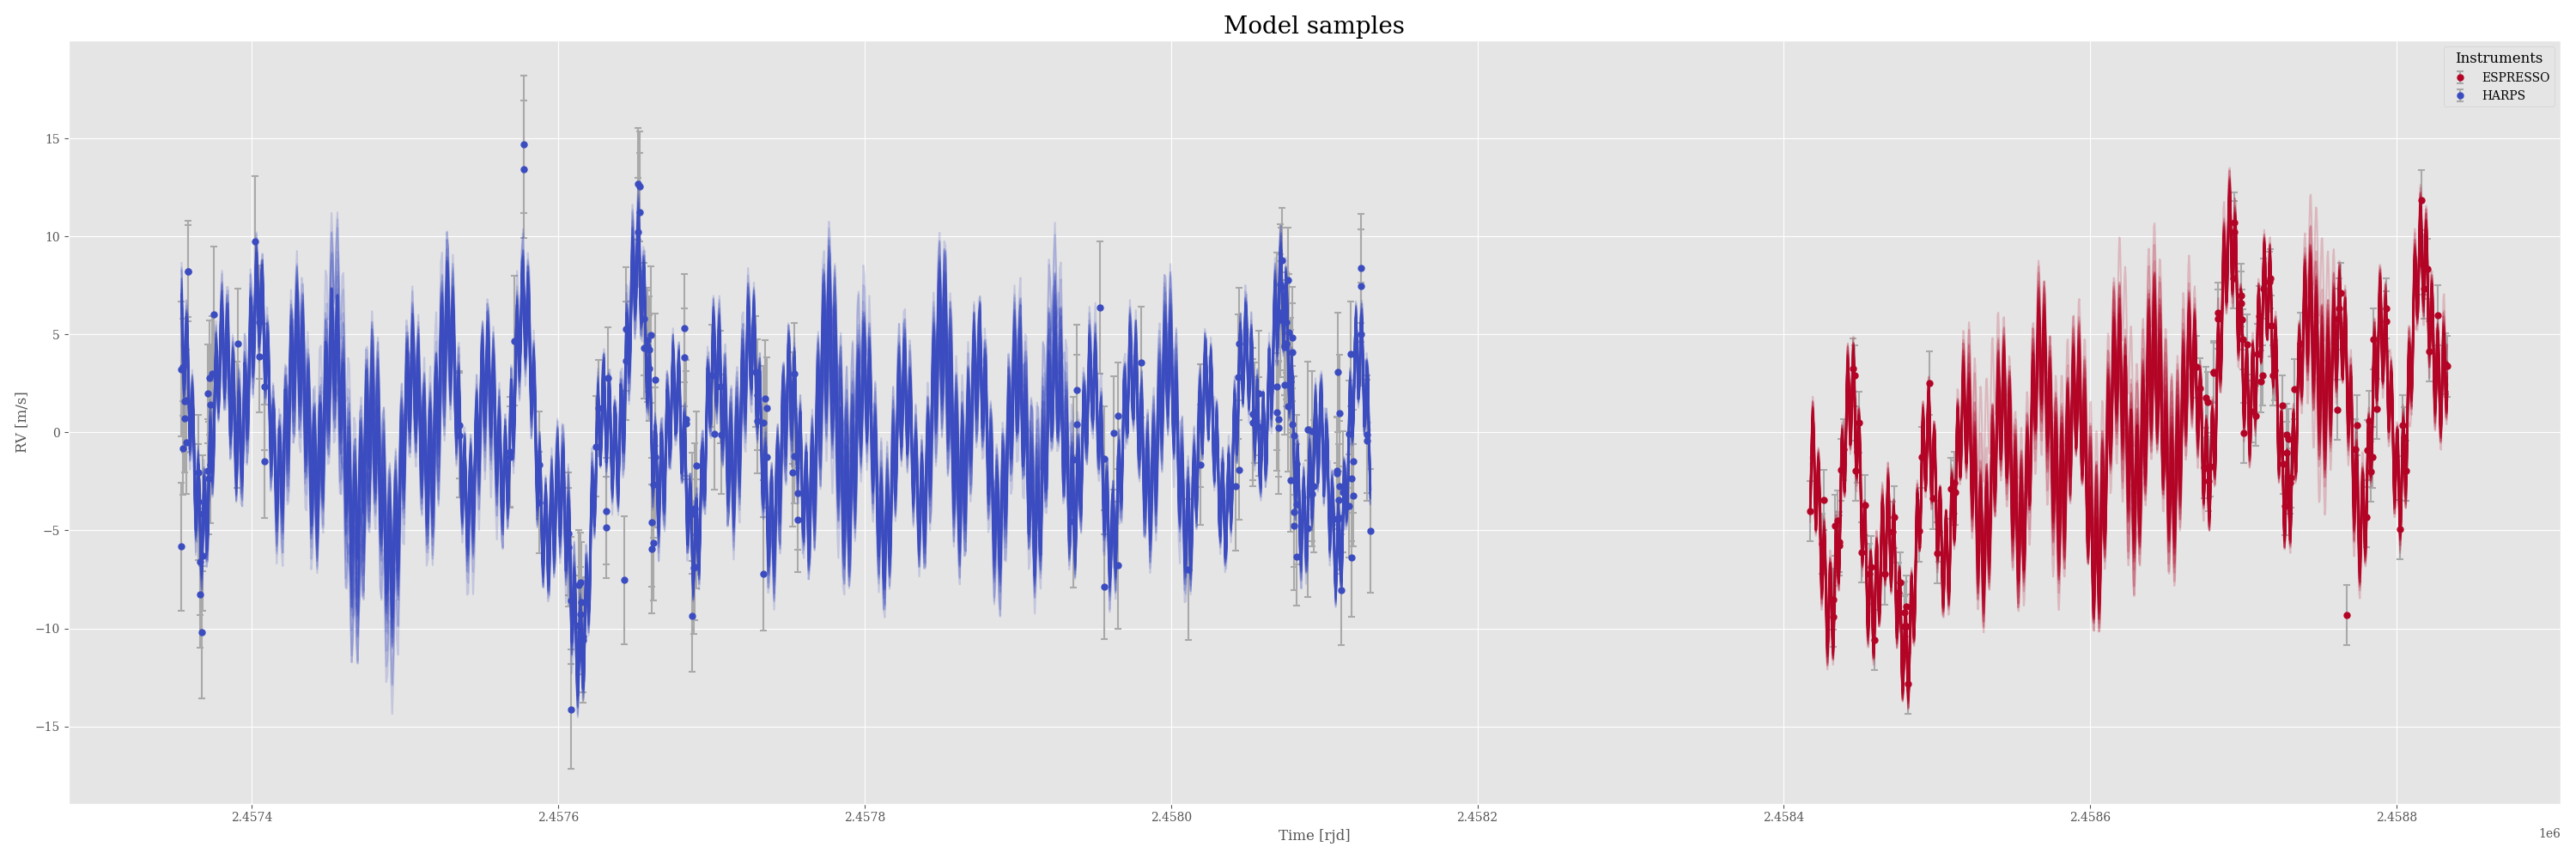 Model samples
Instruments
ESPRESSO
HARPS
RV [m/s]
15
10
5
0
−5
−10
−15
2.4574
2.4576
2.4578
2.4580
2.4582
2.4584
2.4586
2.4588
1e6
Time [rjd]